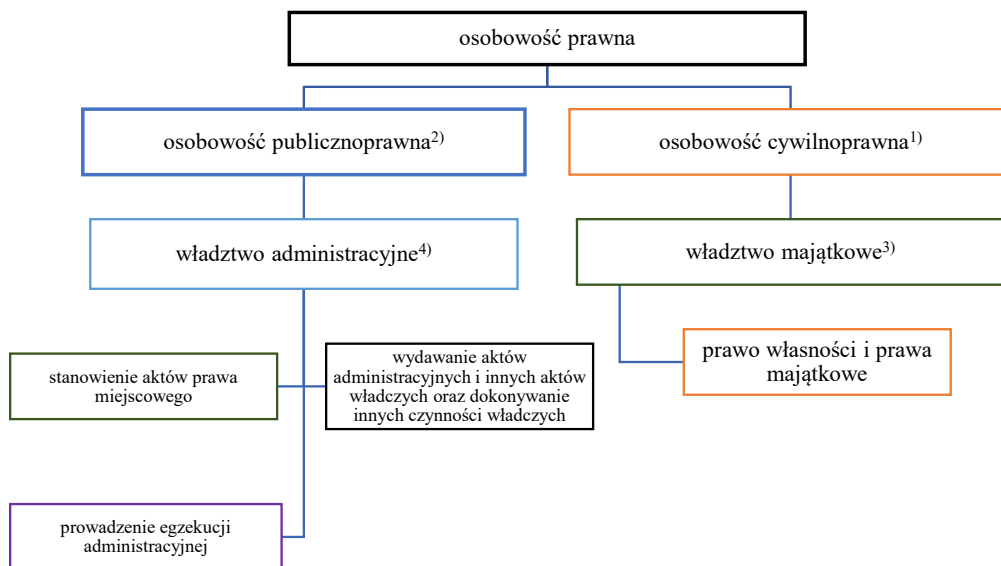 osobowość prawna
osobowość publicznoprawna2)
osobowość cywilnoprawna1)
władztwo administracyjne4)
władztwo majątkowe3)
stanowienie aktów prawa
miejscowego
wydawanie aktów
administracyjnych i innych aktów
władczych oraz dokonywanie
innych czynności władczych
prawo własności i prawa
majątkowe
prowadzenie egzekucji
administracyjnej